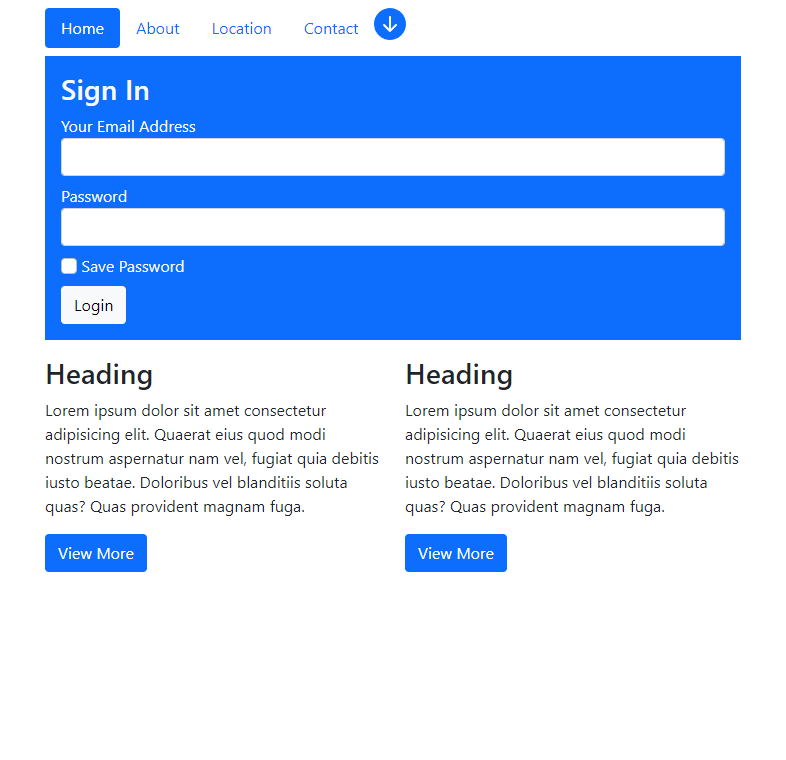 Home About Location Contact
Sign In
Your Email Address
Password
Save Password
Login
Heading
Lorem ipsum dolor sit amet consectetur
adipisicing elit. Quaerat eius quod modi
nostrum aspernatur nam vel, fugiat quia debitis
iusto beatae. Doloribus vel blanditiis soluta
quas? Quas provident magnam fuga.
View More
Heading
Lorem ipsum dolor sit amet consectetur
adipisicing elit. Quaerat eius quod modi
nostrum aspernatur nam vel, fugiat quia debitis
iusto beatae. Doloribus vel blanditiis soluta
quas? Quas provident magnam fuga.
View More